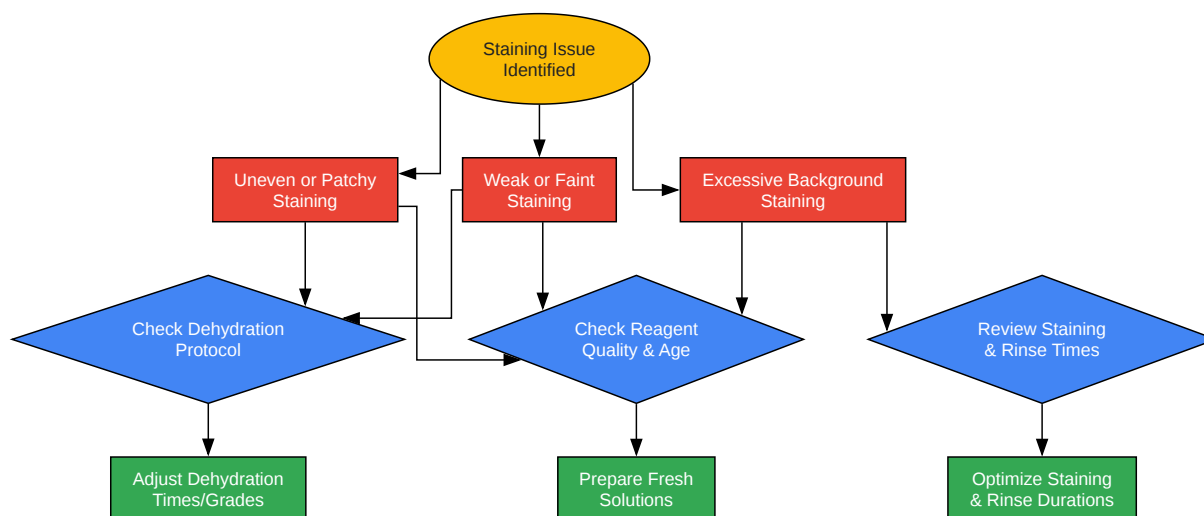 Staining Issue
Identified
Uneven or Patchy
Staining
Weak or Faint
Staining
Excessive Background
Staining
Check Dehydration
Protocol
Check Reagent
Quality & Age
Review Staining
& Rinse Times
Adjust Dehydration
Times/Grades
Prepare Fresh
Solutions
Optimize Staining
& Rinse Durations